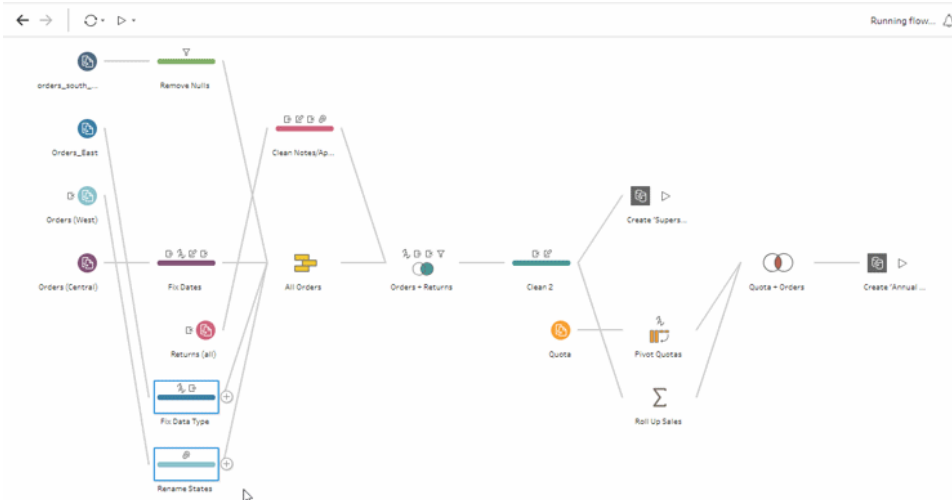 Running flow...
orders_south_...
Remove Nulls
Orders_East
Clean Notes/Ap...
Orders (West)
Create 'Supers...
Orders (Central)
Fix Dates
All Orders
Orders + Returns
Clean 2
Quota + Orders
Create 'Annual ...
Returns (all)
Quota
Pivot Quotas
Fix Data Type
Roll Up Sales
Rename States